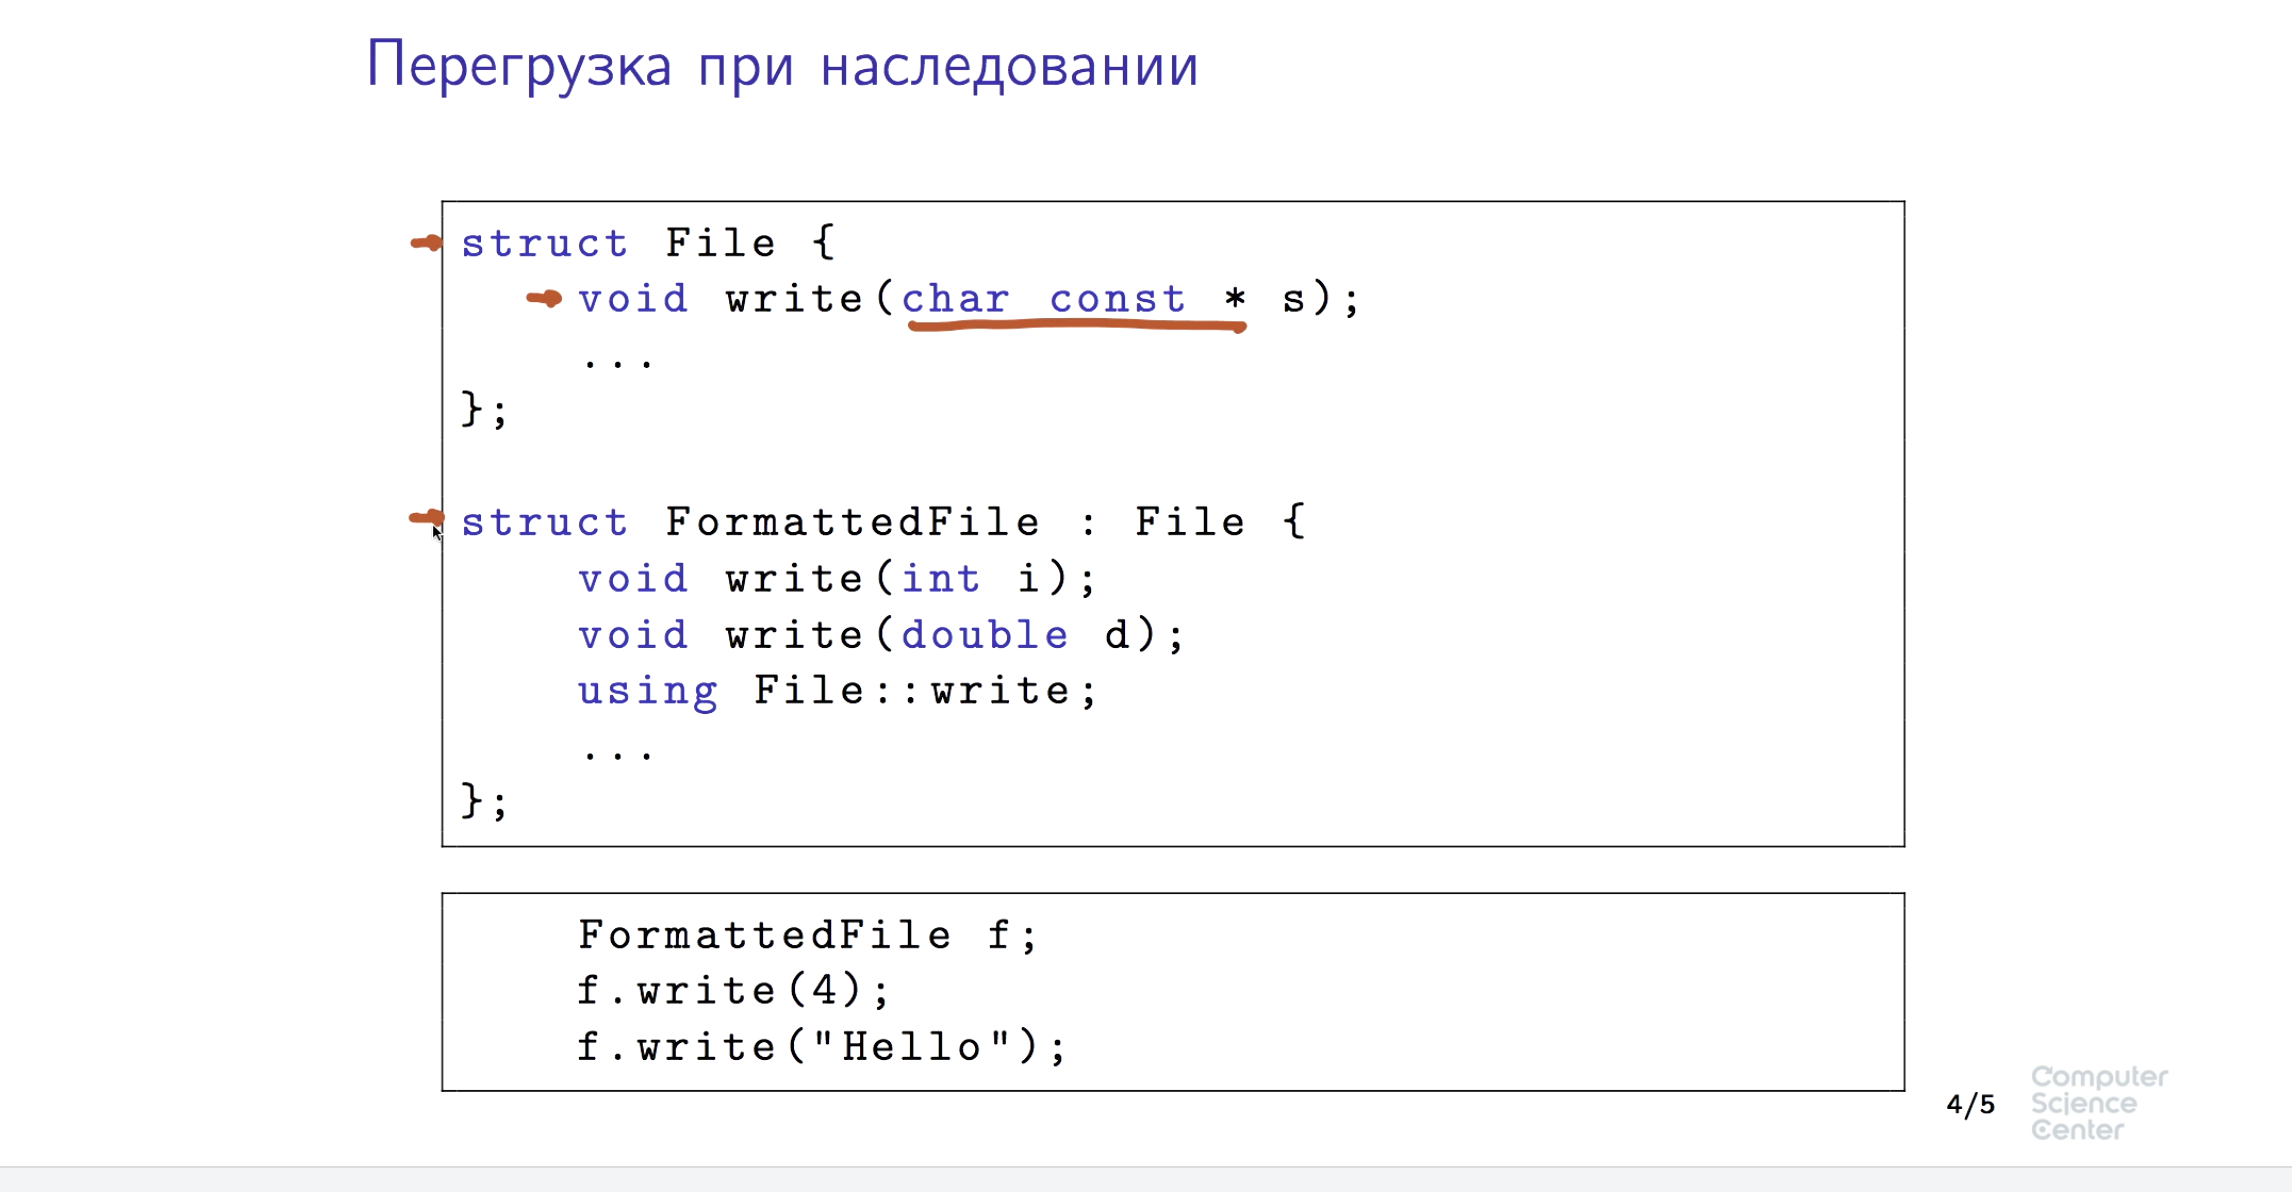 Перегрузка при наследовании
struct File {
void write(char const * s);
...
};
struct FormattedFile : File {
void write(int i);
void write(double d);
using File::write;
...
};
FormattedFile f;
f.write(4);
f.write("Hello");
4/5
Computer
Science
Center